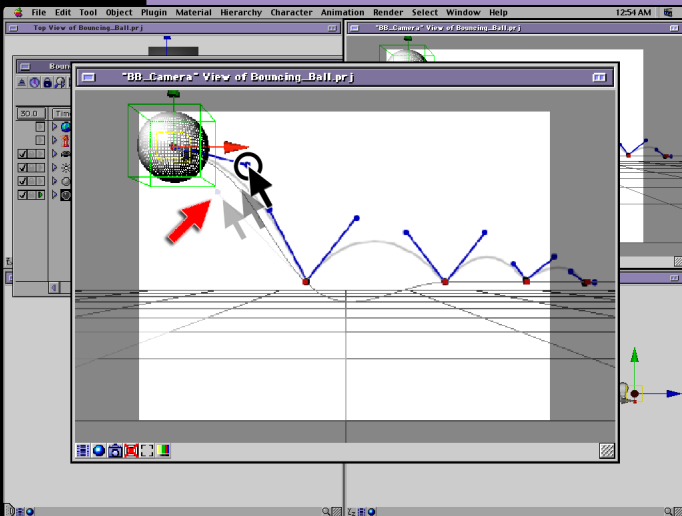 File Edit Tool Object Plugin Material Hierarchy Character Animation Render Select Window Help 12:54 AM
Top View of Bouncing_Ball.prj
"BB_Camera" View of Bouncing_Ball.prj
Boun
"BB_Camera" View of Bouncing_Ball.prj
30.0 Tim